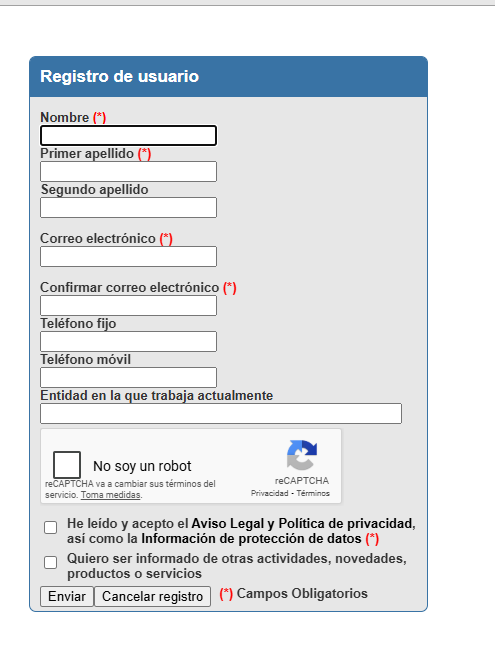 Registro de usuario
Nombre (*)
Primer apellido (*)
Segundo apellido
Correo electrónico (*)
Confirmar correo electrónico (*)
Teléfono fijo
Teléfono móvil
Entidad en la que trabaja actualmente
No soy un robot
reCAPTCHA va a cambiar sus términos del
servicio. Toma medidas.
reCAPTCHA
Privacidad - Términos
He leído y acepto el Aviso Legal y Política de privacidad,
así como la Información de protección de datos (*)
Quiero ser informado de otras actividades, novedades,
productos o servicios
Enviar Cancelar registro (*) Campos Obligatorios